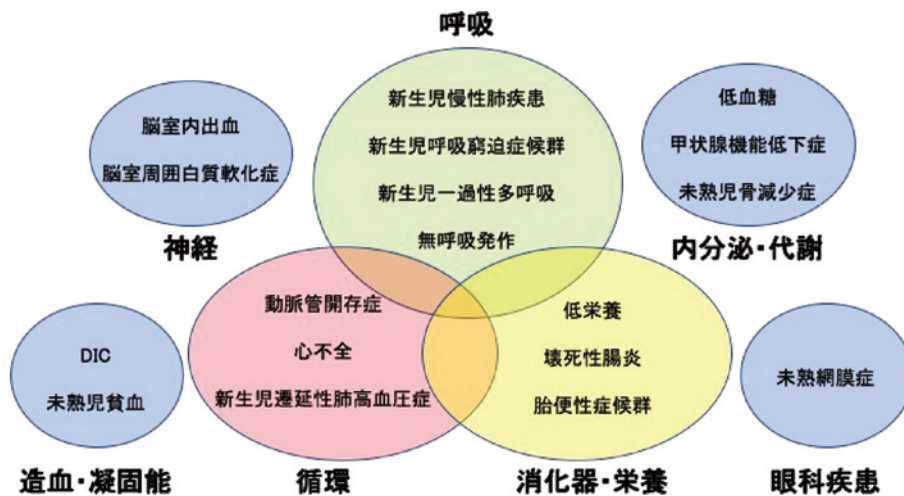 呼吸
新生児慢性肺疾患
新生児呼吸窮迫症候群
新生児一過性多呼吸
無呼吸発作
脳室内出血
脳室周囲白質軟化症
神経
低血糖
甲状腺機能低下症
未熟児骨減少症
内分泌・代謝
DIC
未熟児貧血
造血・凝固能
動脈管開存症
心不全
新生児遷延性肺高血圧症
循環
低栄養
壊死性腸炎
胎便性症候群
消化器・栄養
未熟網膜症
眼科疾患